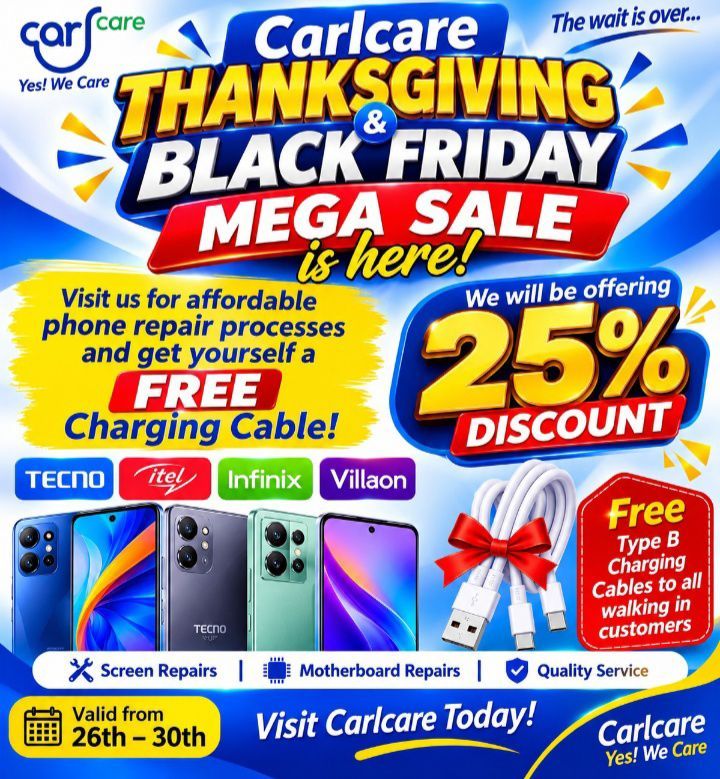 carlcare
Yes! We Care
The wait is over...
Carlcare
THANKSGIVING
&
BLACK FRIDAY
MEGA SALE
is here!
Visit us for affordable
phone repair processes
and get yourself a
FREE
Charging Cable!
We will be offering
25%
DISCOUNT
TECNO
itel
Infinix
Villaon
TECNO
Free
Type B
Charging
Cables to all
walking in
customers
Screen Repairs | Motherboard Repairs | Quality Service
Valid from
26th – 30th
Visit Carlcare Today!
Carlcare
Yes! We Care